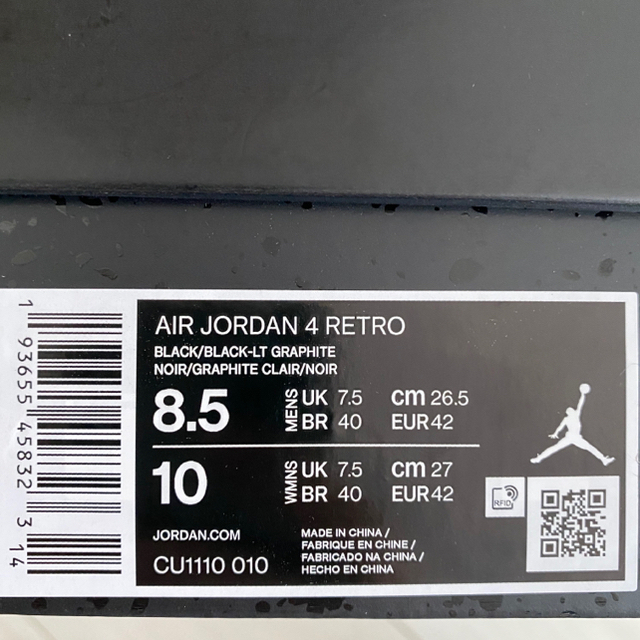 AIR JORDAN 4 RETRO
BLACK/BLACK-LT GRAPHITE
NOIR/GRAPHITE CLAIR/NOIR
8.5 MENS UK 7.5 cm 26.5
BR 40 EUR 42
10 WMNS UK 7.5 cm 27
BR 40 EUR 42
JORDAN.COM
CU1110 010
MADE IN CHINA /
FABRIQUE EN CHINE /
FABRICADO NA CHINA /
HECHO EN CHINA
RFID
1 93655 45832 3 14